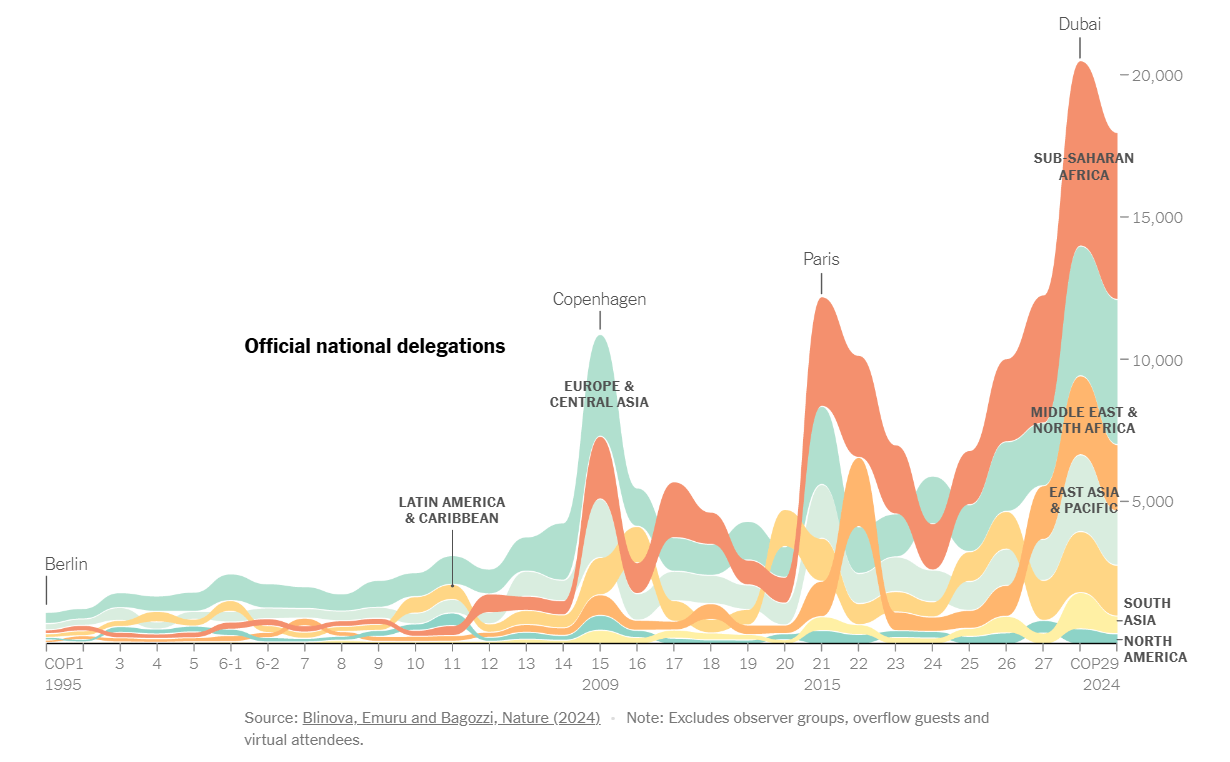 Dubai
20,000
SUB-SAHARAN
AFRICA
15,000
Paris
Copenhagen
Official national delegations
10,000
EUROPE &
CENTRAL ASIA
MIDDLE EAST &
NORTH AFRICA
LATIN AMERICA
& CARIBBEAN
EAST ASIA
& PACIFIC
5,000
Berlin
SOUTH
ASIA
NORTH
AMERICA
COP1 3 4 5 6-1 6-2 7 8 9 10 11 12 13 14 15 16 17 18 19 20 21 22 23 24 25 26 27 COP29
1995 2009 2015 2024
Source: Blinova, Emuru and Bagozzi, Nature (2024) • Note: Excludes observer groups, overflow guests and
virtual attendees.